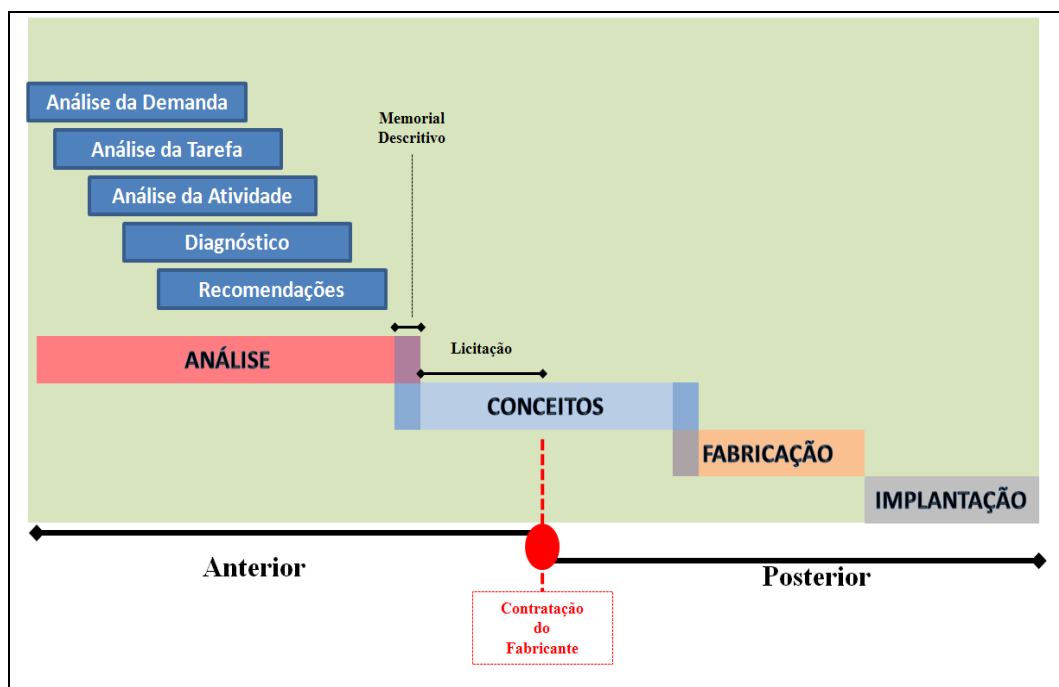 Análise da Demanda
Memorial
Descritivo
Análise da Tarefa
Análise da Atividade
Diagnóstico
Recomendações
ANÁLISE
Licitação
CONCEITOS
FABRICAÇÃO
IMPLANTAÇÃO
Anterior
Posterior
Contratação
do
Fabricante